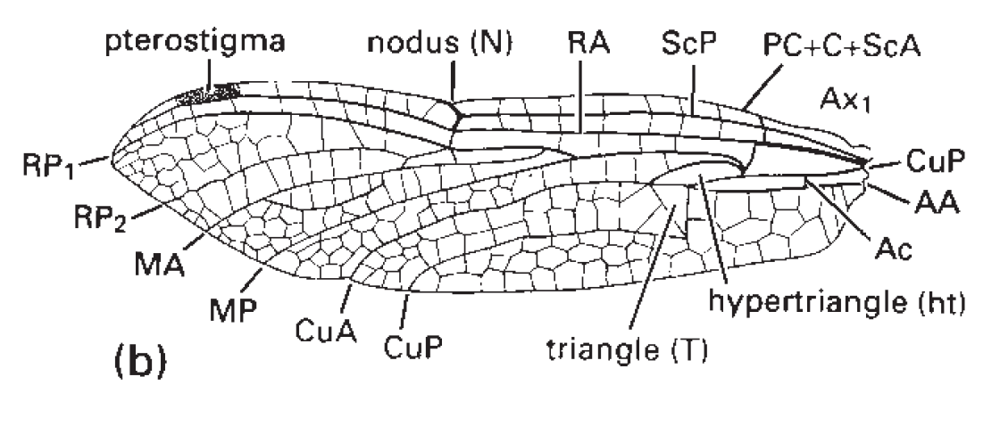 pterostigma nodus (N) RA ScP PC+C+ScA
Ax1
RP1 CuP
RP2 AA
MA Ac
MP hypertriangle (ht)
CuA CuP triangle (T)
(b)